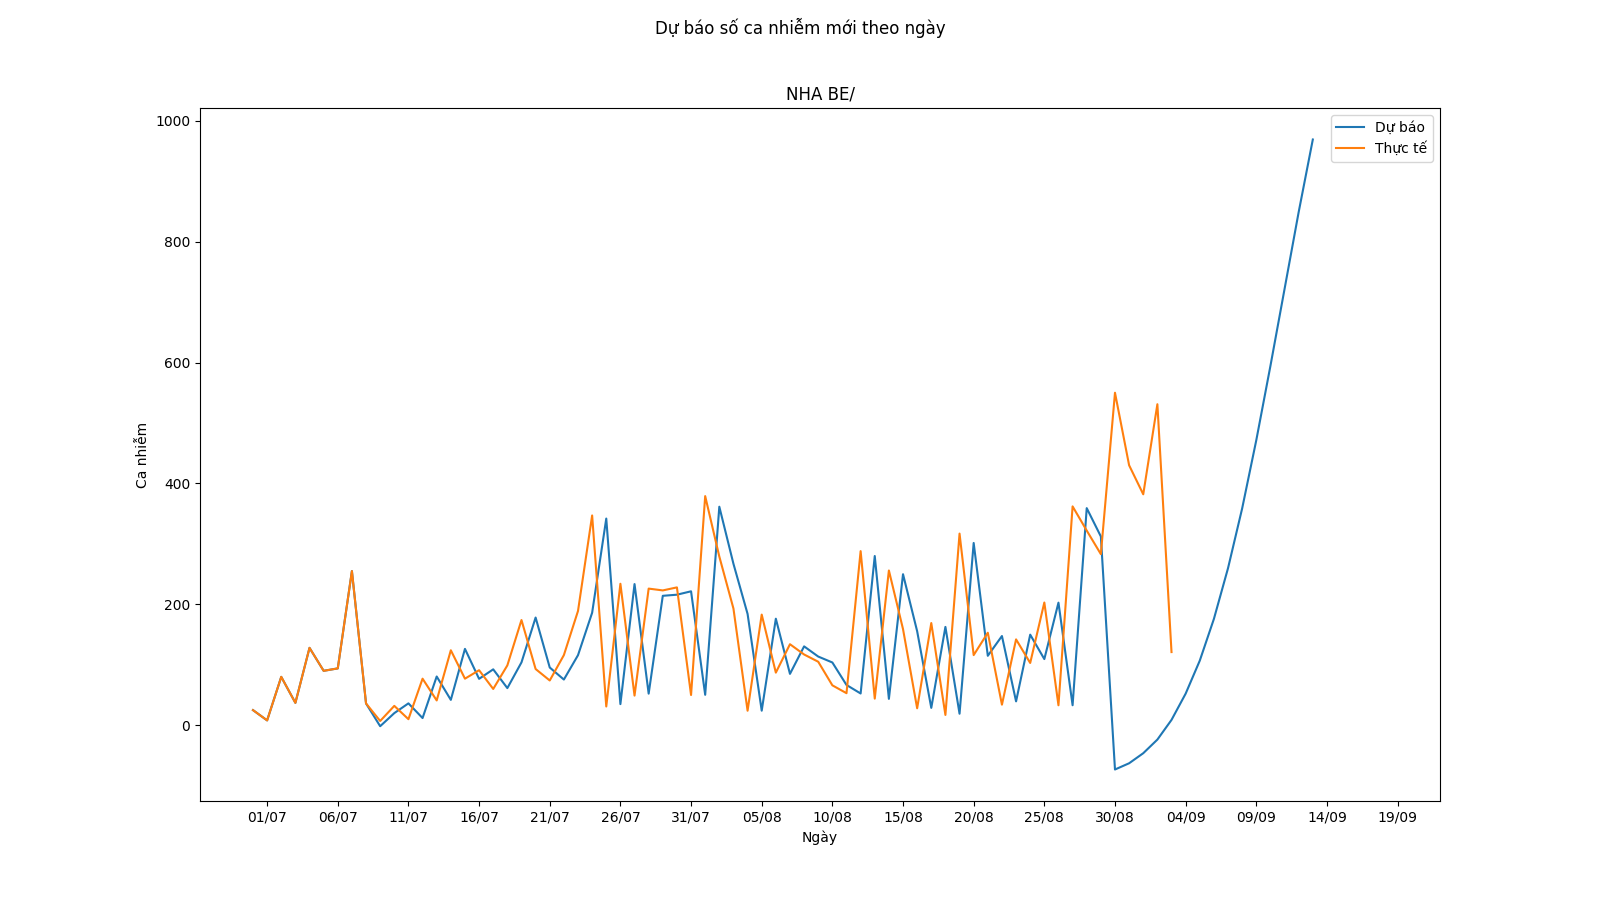 Dự báo số ca nhiễm mới theo ngày
NHA BE/
Dự báo
Thực tế
1000
800
600
400
200
0
Ca nhiễm
01/07 06/07 11/07 16/07 21/07 26/07 31/07 05/08 10/08 15/08 20/08 25/08 30/08 04/09 09/09 14/09 19/09
Ngày